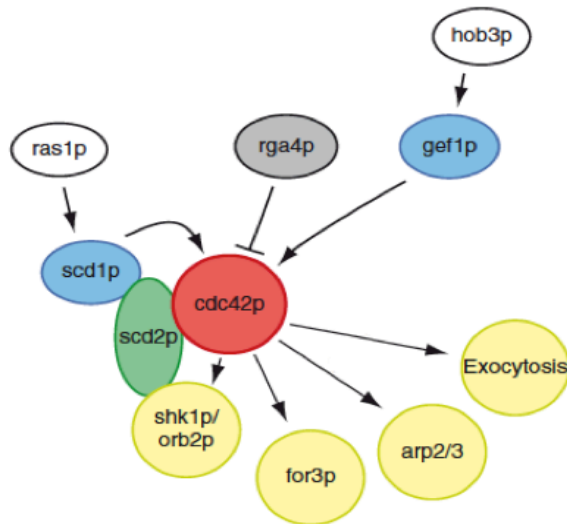 hob3p
ras1p
rga4p
gef1p
scd1p
cdc42p
scd2p
Exocytosis
shk1p/
orb2p
arp2/3
for3p